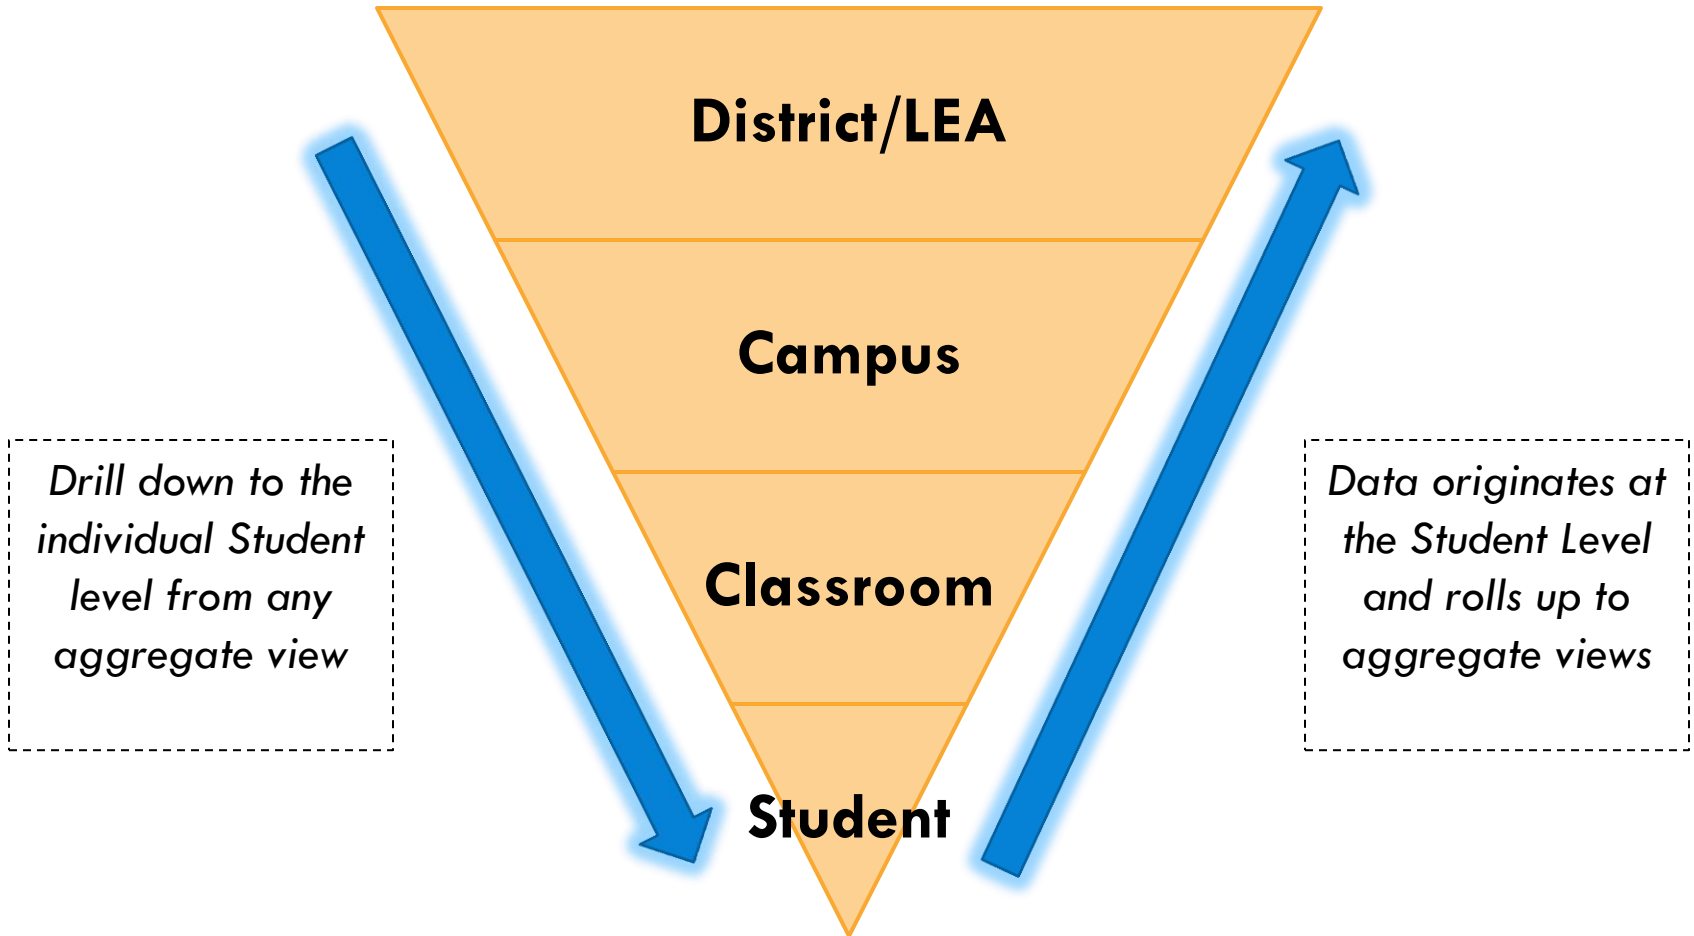 District/LEA
Campus
Classroom
Student
Drill down to the
individual Student
level from any
aggregate view
Data originates at
the Student Level
and rolls up to
aggregate views